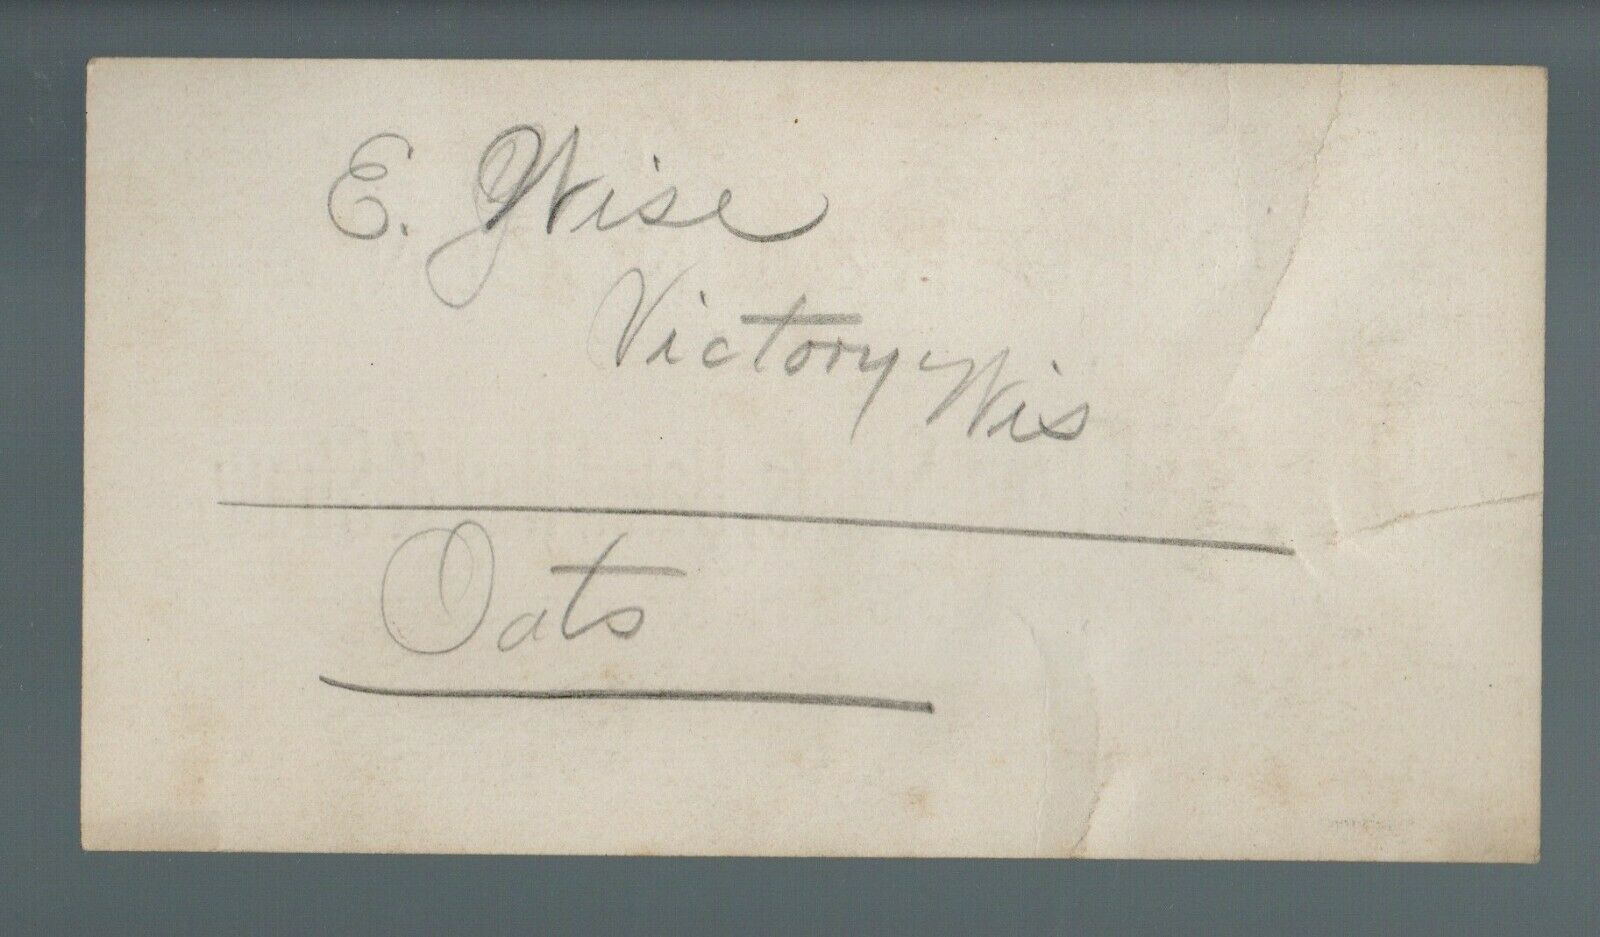 E. Wise
Victory Wis
Oats